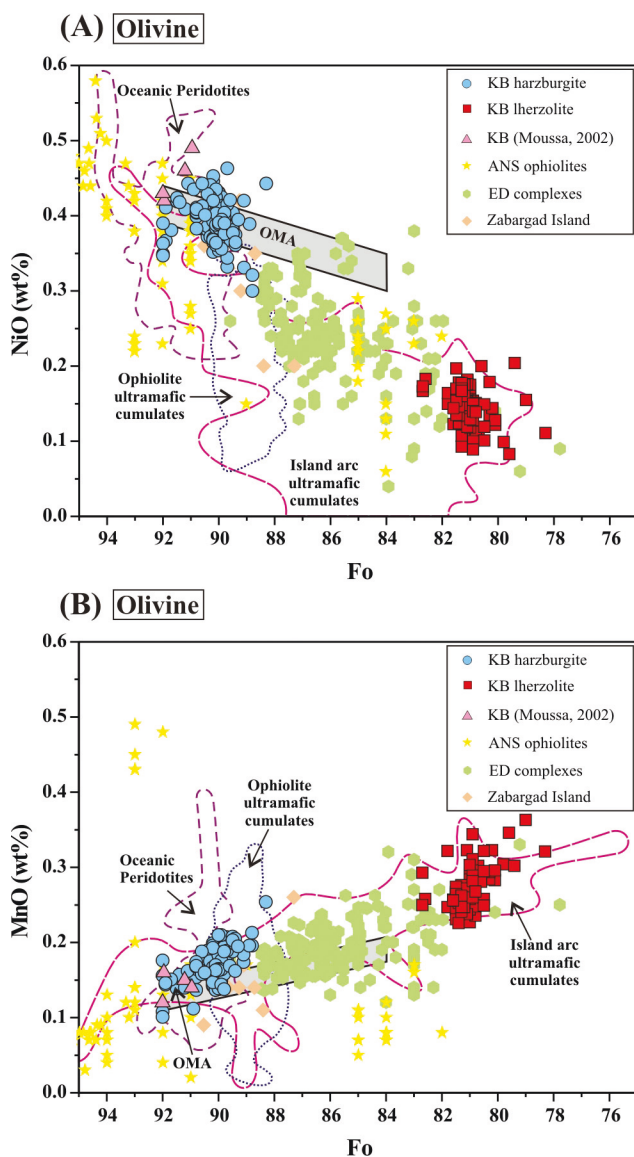 (A) Olivine
0.6
0.5
0.4
0.3
0.2
0.1
0.0
NiO (wt%)
Oceanic Peridotites
KB harzburgite
KB lherzolite
KB (Moussa, 2002)
ANS ophiolites
ED complexes
Zabargad Island
OMA
Ophiolite
ultramafic
cumulates
Island arc
ultramafic
cumulates
94 92 90 88 86 84 82 80 78 76
Fo
(B) Olivine
0.6
0.5
0.4
0.3
0.2
0.1
0.0
MnO (wt%)
KB harzburgite
KB lherzolite
KB (Moussa, 2002)
ANS ophiolites
ED complexes
Zabargad Island
Ophiolite
ultramafic
cumulates
Oceanic
Peridotites
OMA
Island arc
ultramafic
cumulates
94 92 90 88 86 84 82 80 78 76
Fo